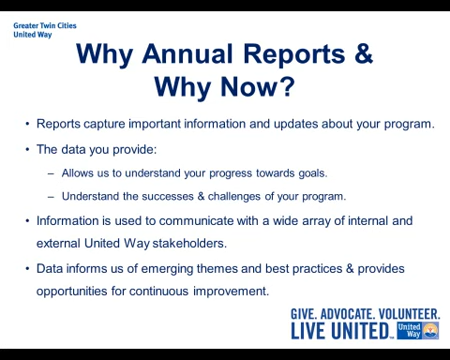 Greater Twin Cities
United Way
Why Annual Reports &
Why Now?
• Reports capture important information and updates about your program.
• The data you provide:
– Allows us to understand your progress towards goals.
– Understand the successes & challenges of your program.
• Information is used to communicate with a wide array of internal and
external United Way stakeholders.
• Data informs us of emerging themes and best practices & provides
opportunities for continuous improvement.
GIVE. ADVOCATE. VOLUNTEER.
LIVE UNITED™
United
Way